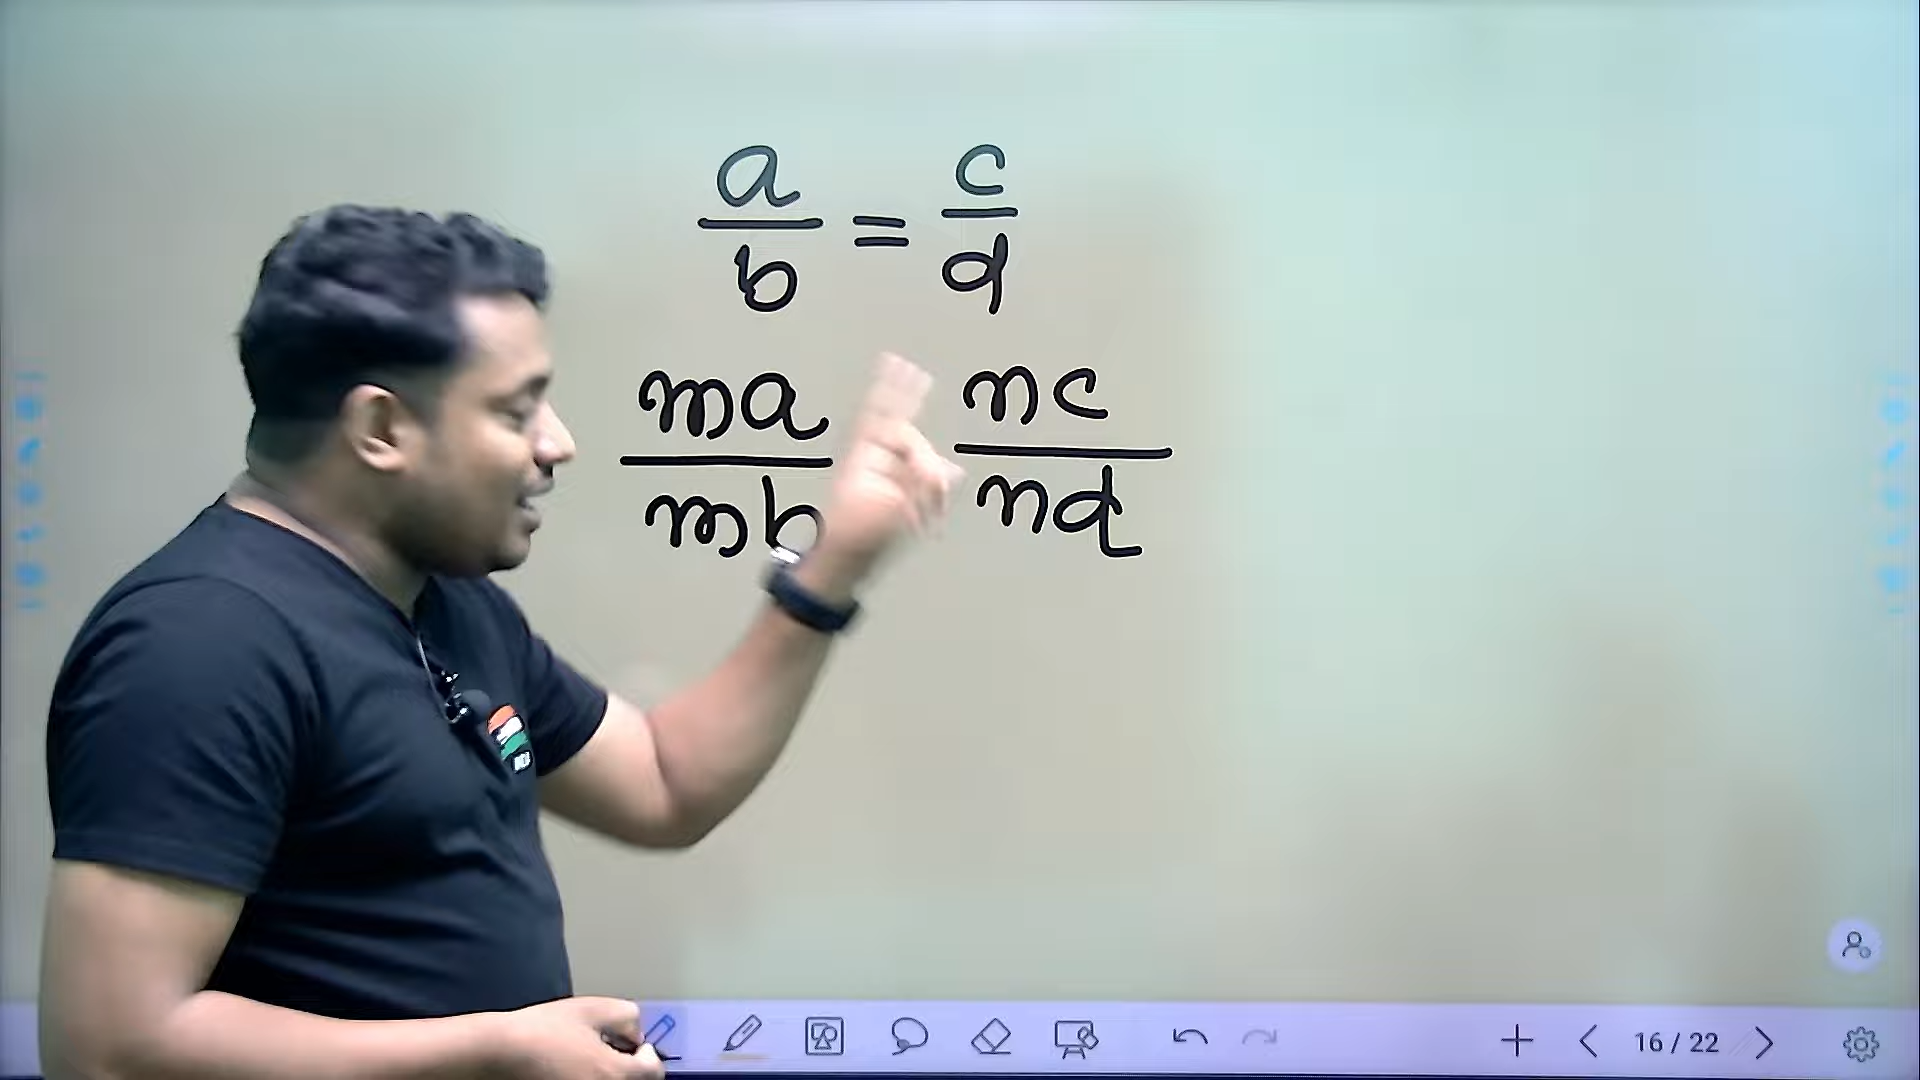 a/b = c/d
ma/mb nc/nd
16 / 22